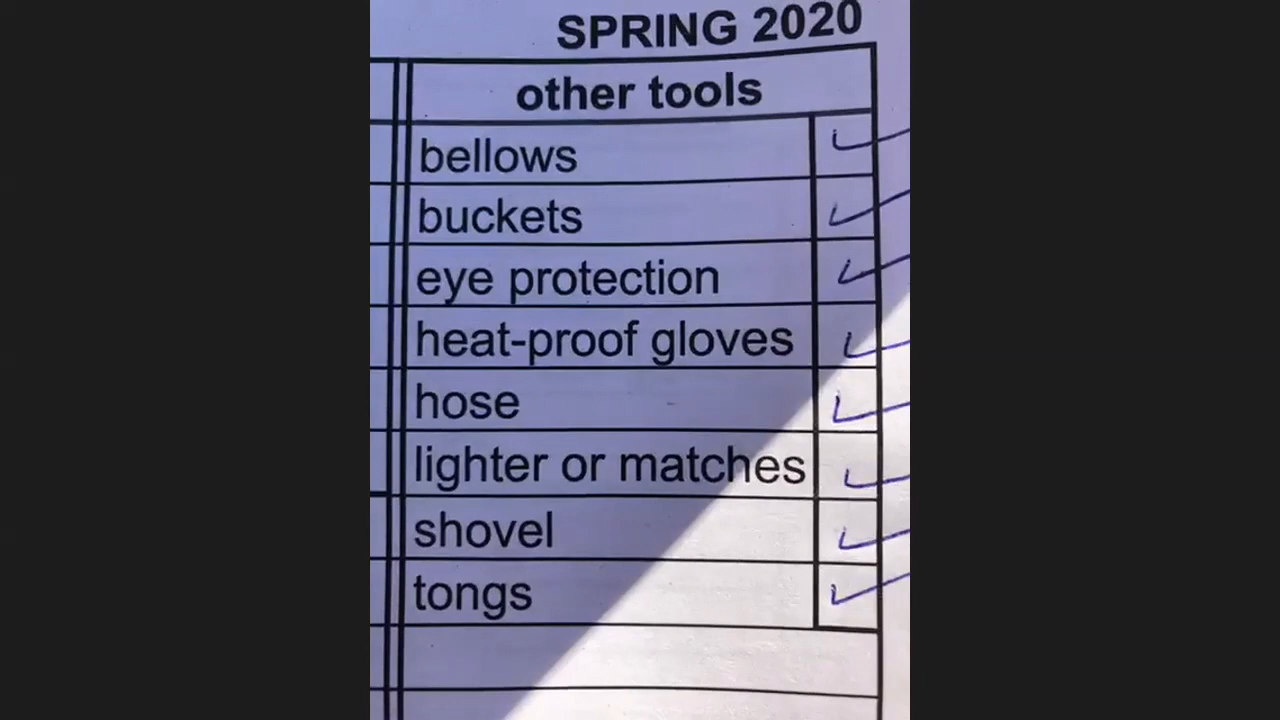 SPRING 2020
other tools
bellows
buckets
eye protection
heat-proof gloves
hose
lighter or matches
shovel
tongs